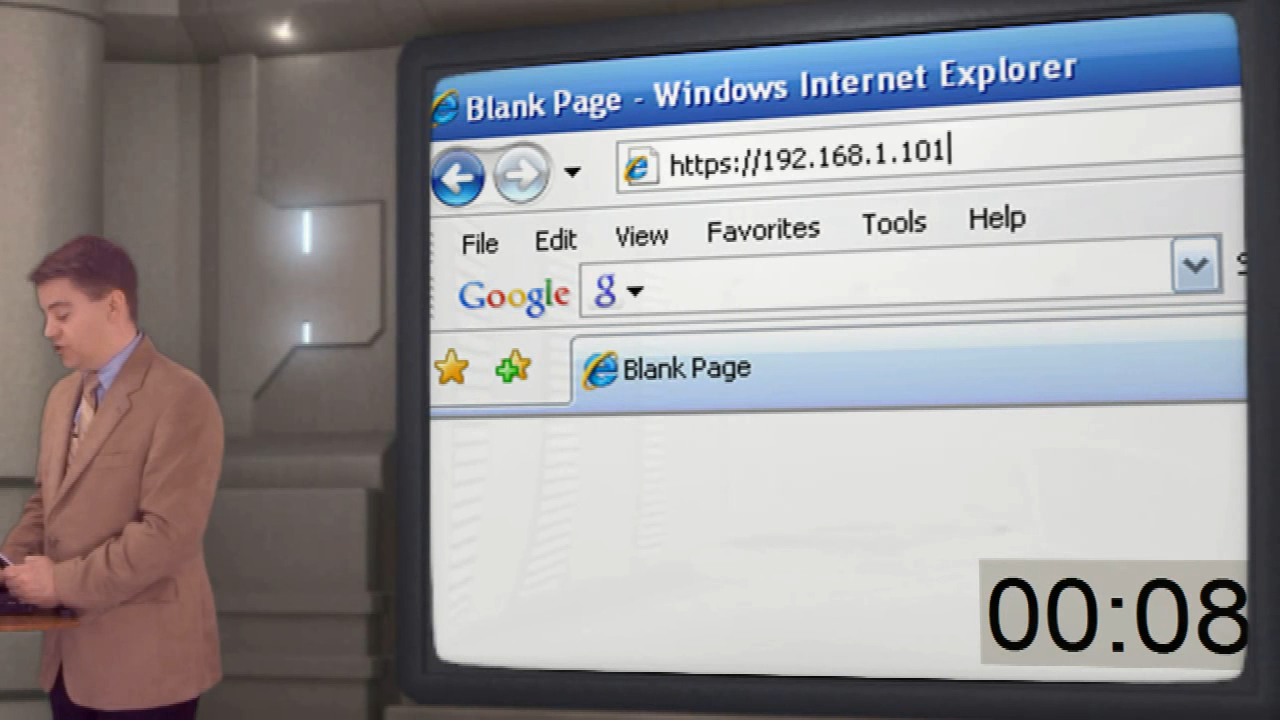 Blank Page - Windows Internet Explorer
https://192.168.1.101
File Edit View Favorites Tools Help
Google g
Blank Page
00:08